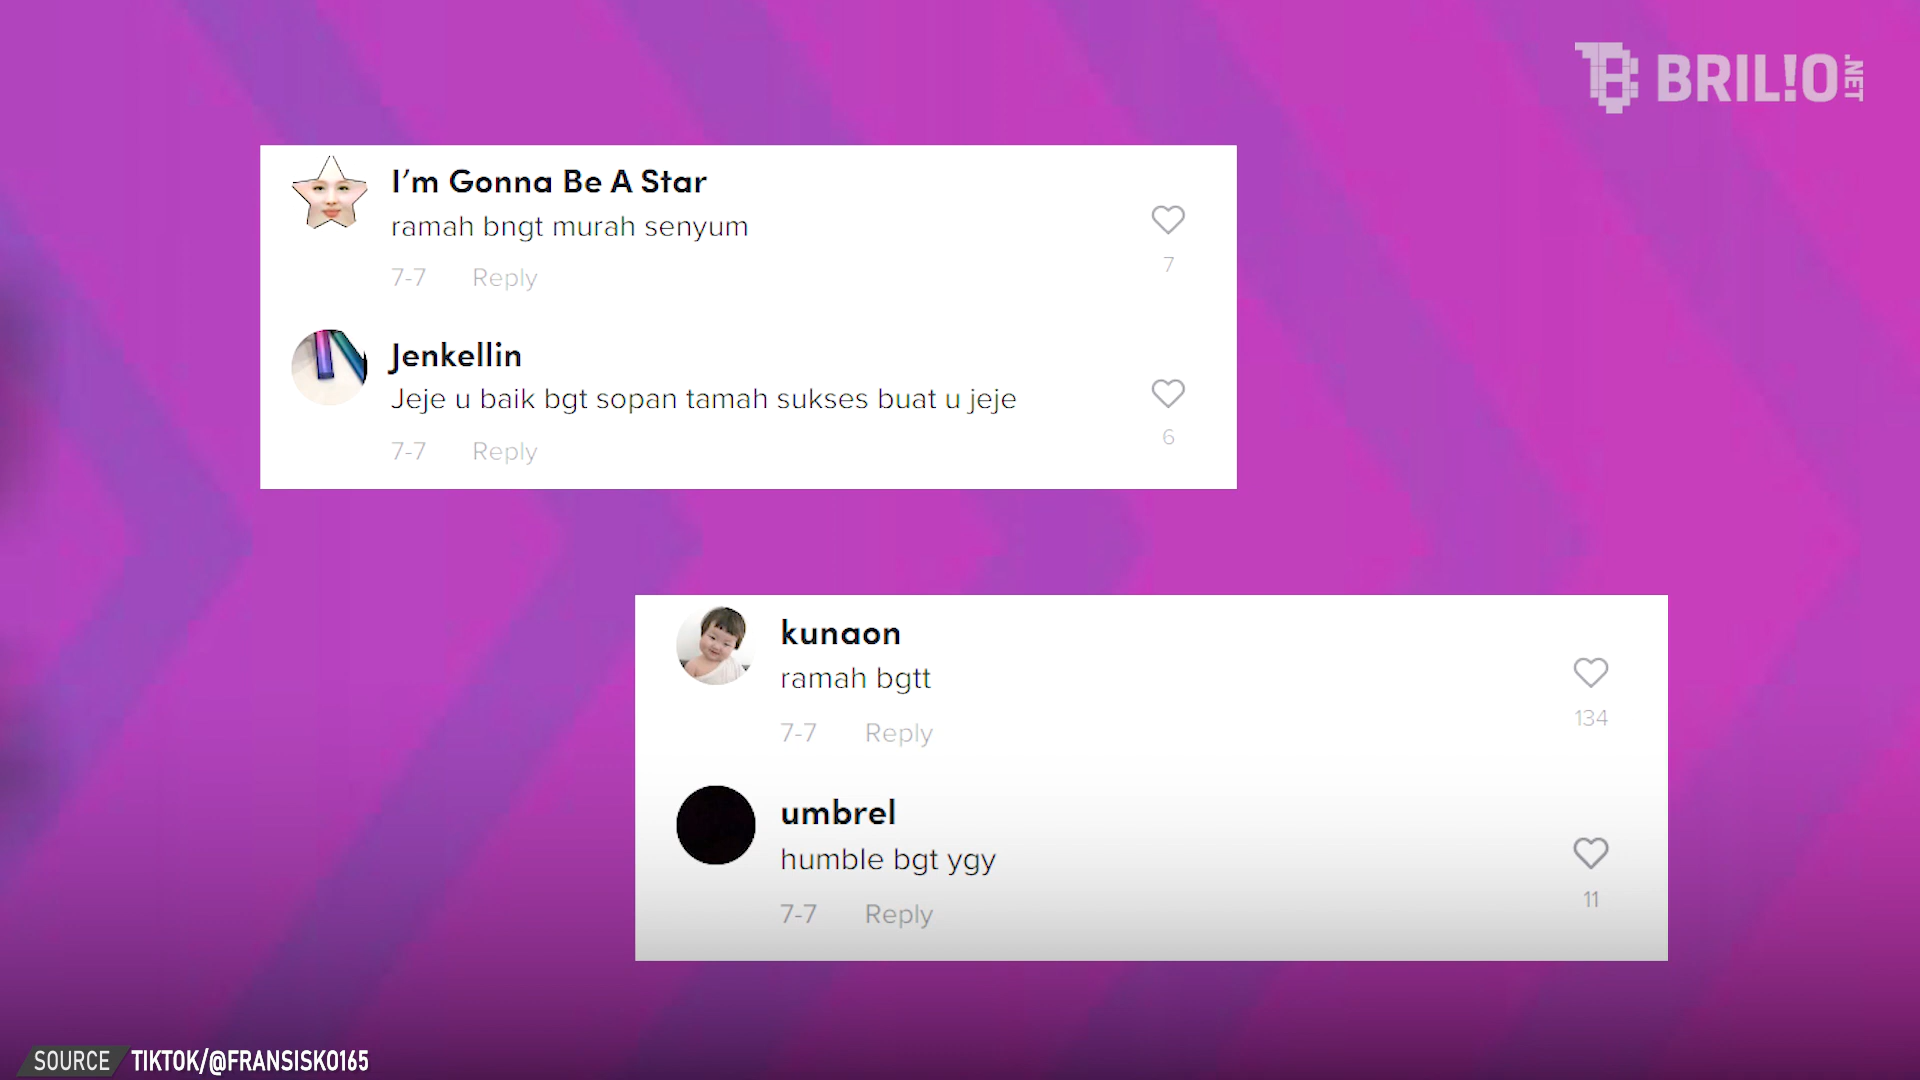 BRIL!O.NET
I'm Gonna Be A Star
ramah bngt murah senyum
7-7 Reply
7
Jenkellin
Jeje u baik bgt sopan tamah sukses buat u jeje
7-7 Reply
6
kunaon
ramah bgtt
7-7 Reply
134
umbrel
humble bgt ygy
7-7 Reply
11
SOURCE TIKTOK/@FRANSISKO165